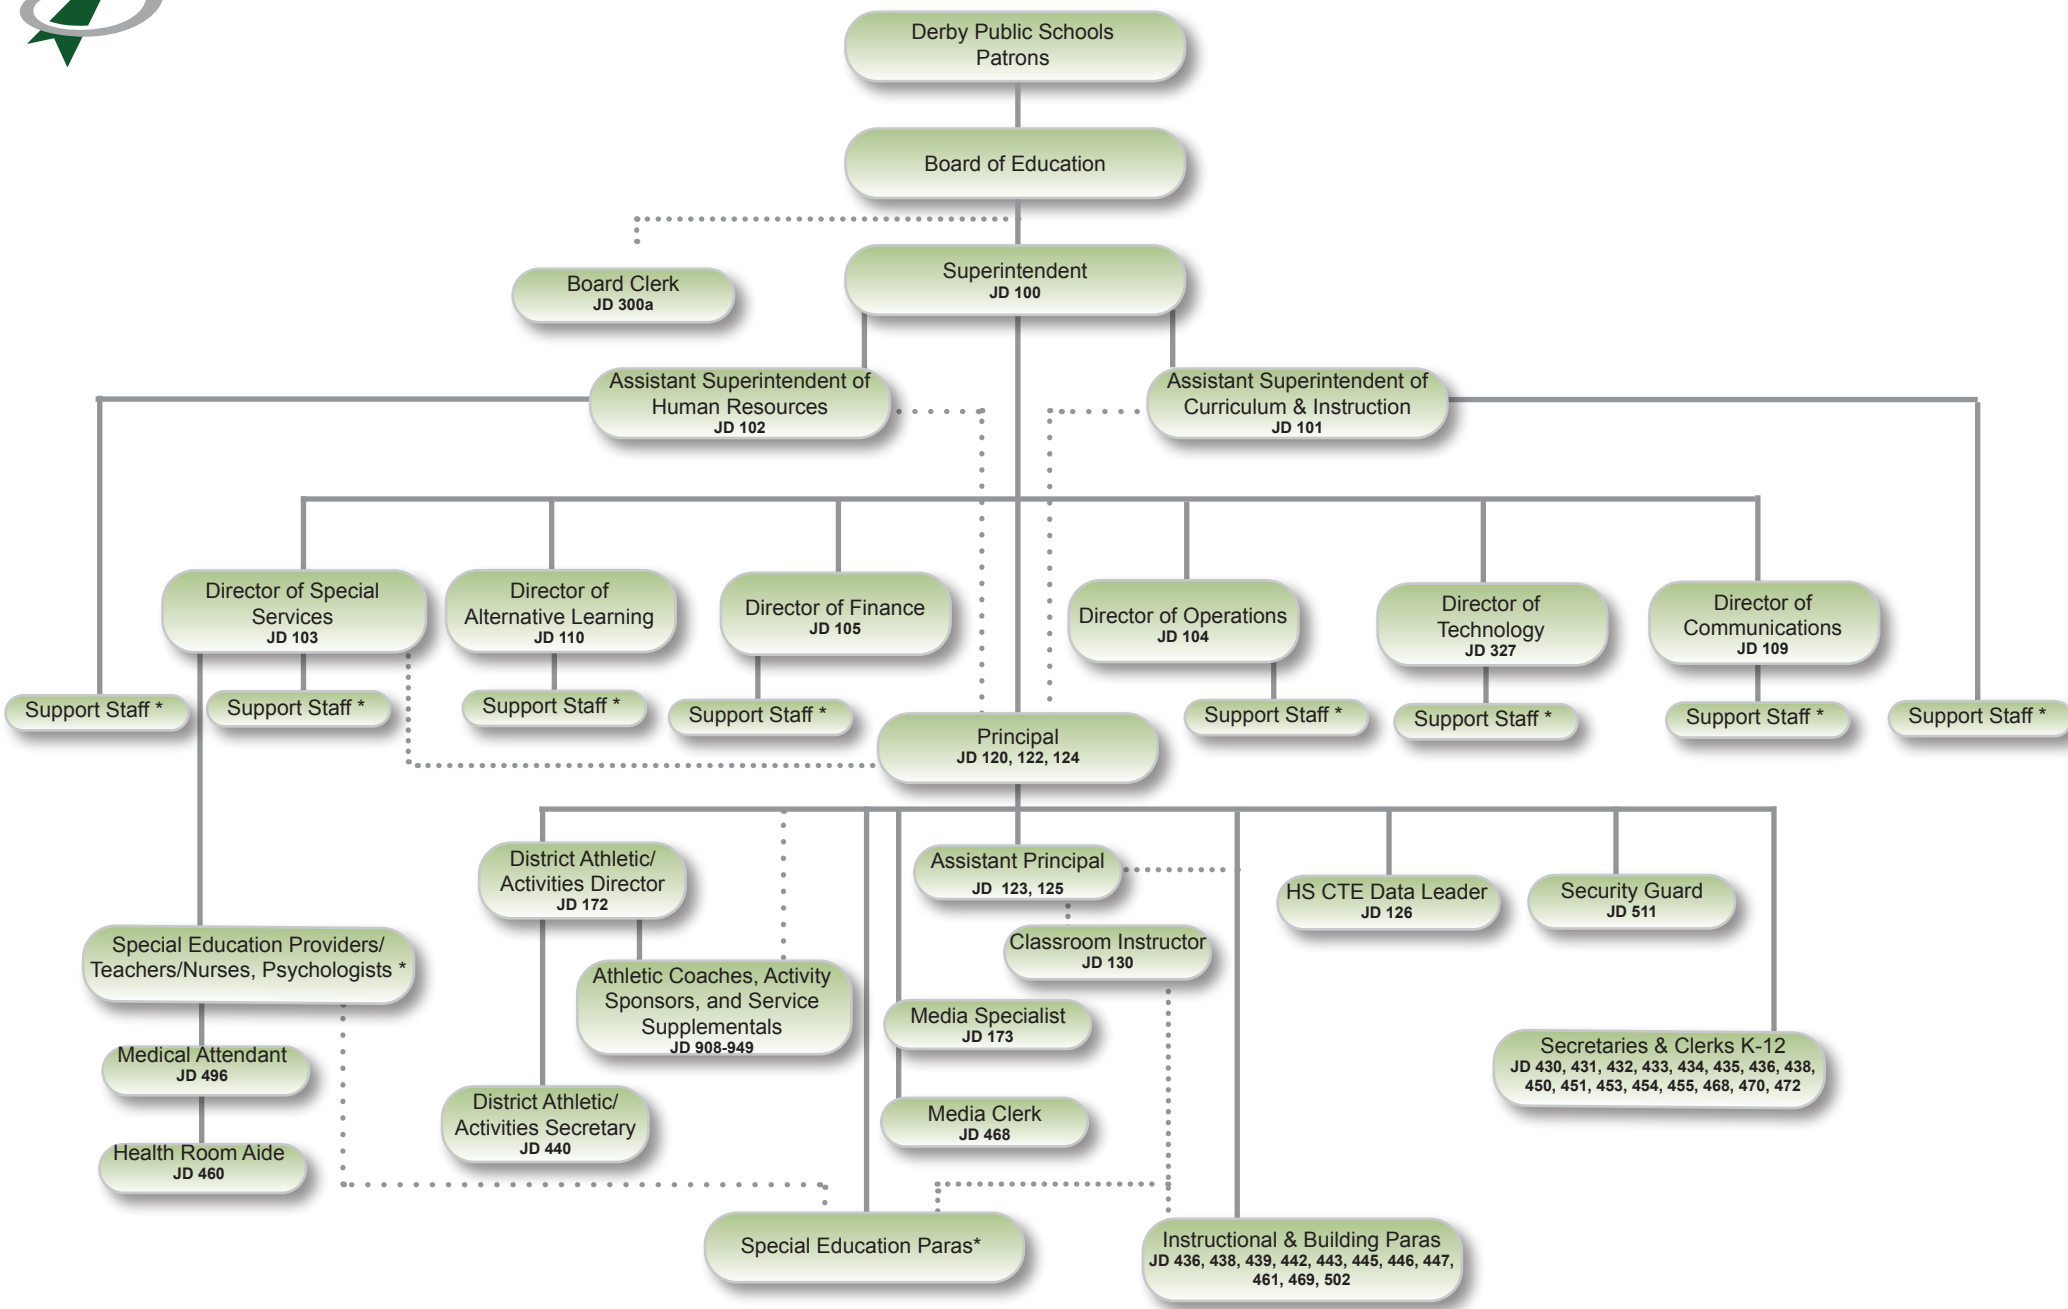 Derby Public Schools
Patrons
Board of Education
Board Clerk
JD 300a
Superintendent
JD 100
Assistant Superintendent of
Human Resources
JD 102
Assistant Superintendent of
Curriculum & Instruction
JD 101
Director of Special
Services
JD 103
Director of
Alternative Learning
JD 110
Director of Finance
JD 105
Director of Operations
JD 104
Director of
Technology
JD 327
Director of
Communications
JD 109
Support Staff *
Support Staff *
Support Staff *
Support Staff *
Support Staff *
Support Staff *
Support Staff *
Support Staff *
Principal
JD 120, 122, 124
District Athletic/
Activities Director
JD 172
Assistant Principal
JD 123, 125
HS CTE Data Leader
JD 126
Security Guard
JD 511
Special Education Providers/
Teachers/Nurses, Psychologists *
Classroom Instructor
JD 130
Athletic Coaches, Activity
Sponsors, and Service
Supplementals
JD 908-949
Media Specialist
JD 173
Secretaries & Clerks K-12
JD 430, 431, 432, 433, 434, 435, 436, 438,
450, 451, 453, 454, 455, 468, 470, 472
Medical Attendant
JD 496
District Athletic/
Activities Secretary
JD 440
Media Clerk
JD 468
Health Room Aide
JD 460
Special Education Paras*
Instructional & Building Paras
JD 436, 438, 439, 442, 443, 445, 446, 447,
461, 469, 502